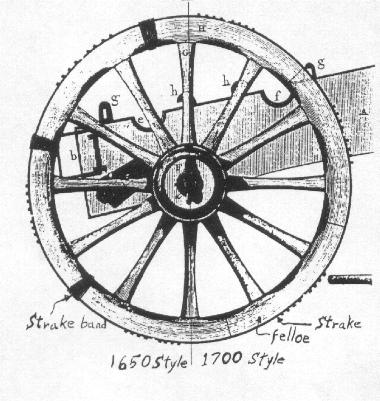 H
G
g
h
h
f
g
e
b
Strake band
Strake
felloe
1650 Style 1700 Style